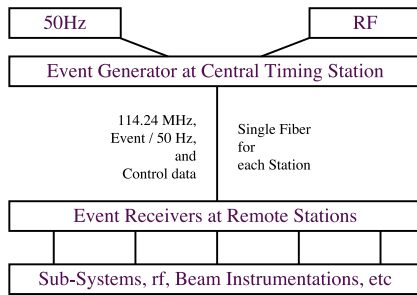 50Hz
RF
Event Generator at Central Timing Station
114.24 MHz,
Event / 50 Hz,
and
Control data
Single Fiber
for
each Station
Event Receivers at Remote Stations
Sub-Systems, rf, Beam Instrumentations, etc